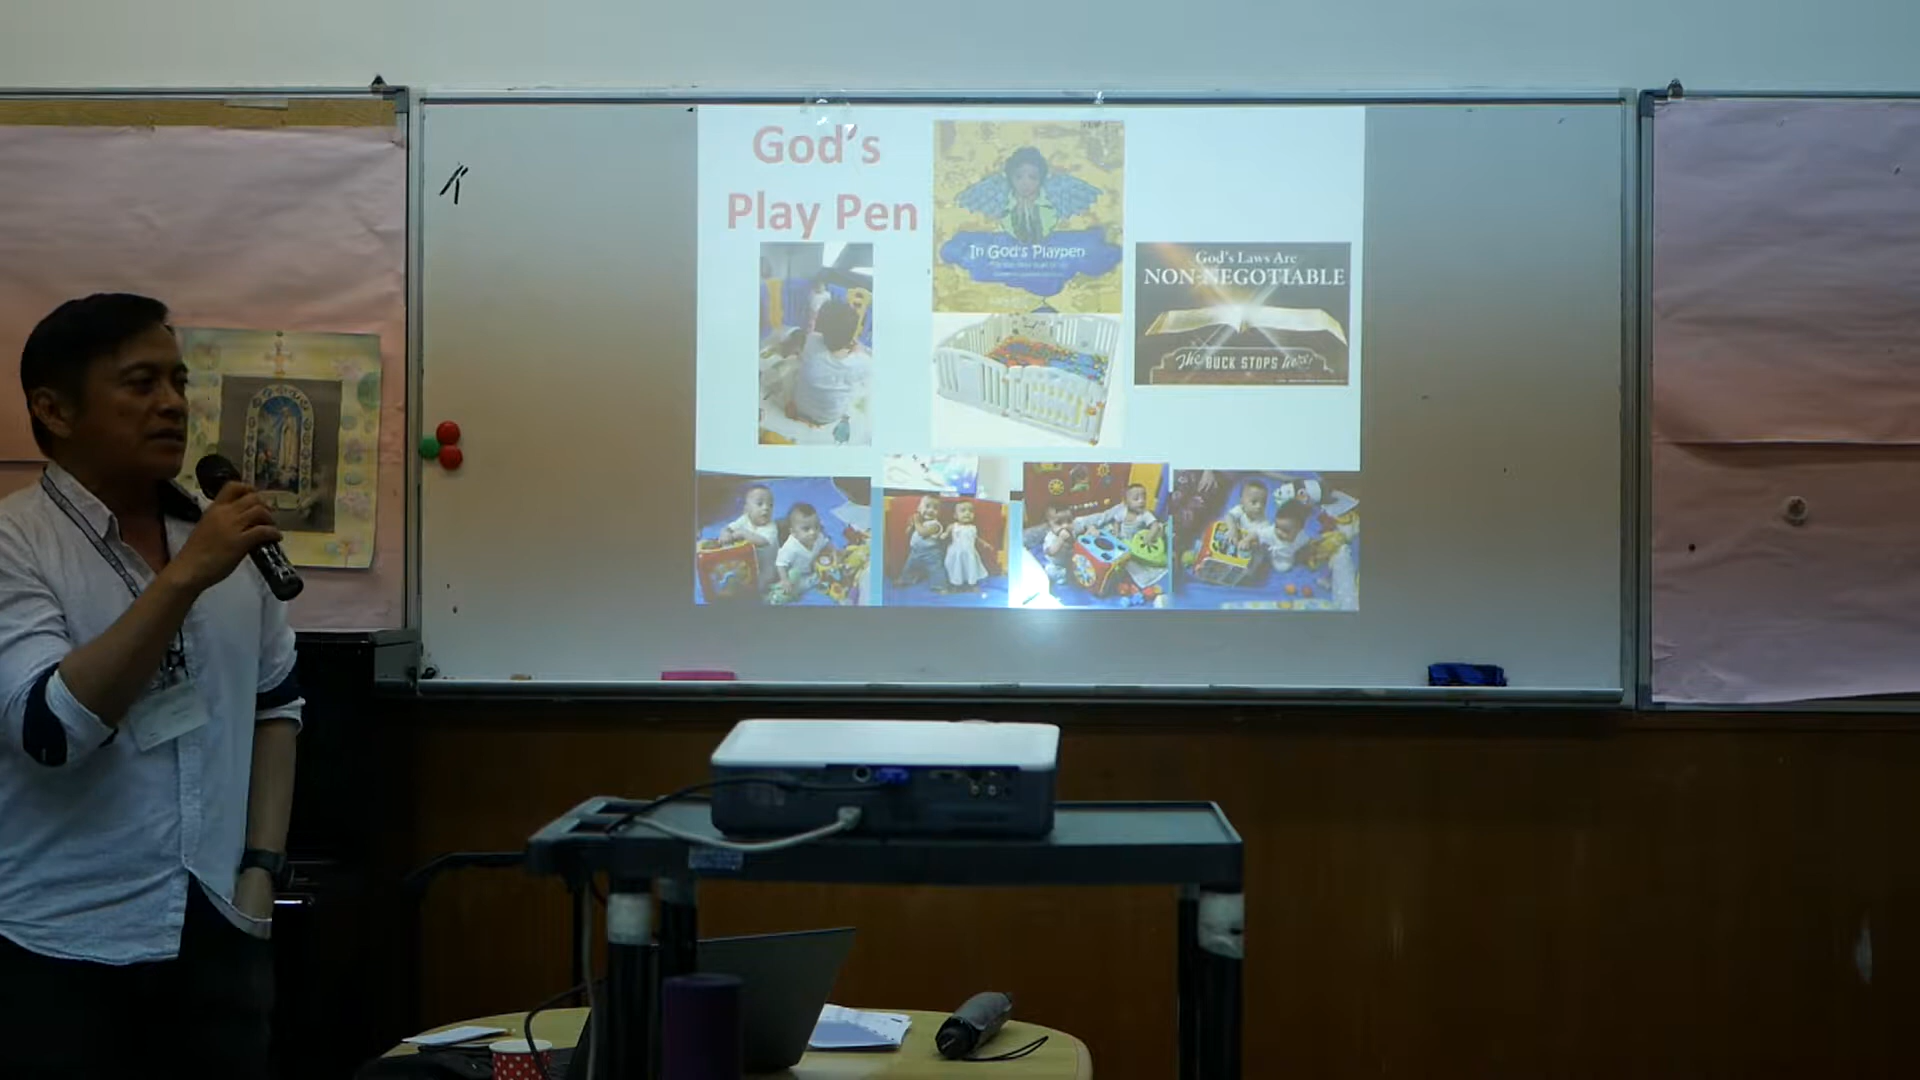 God's
Play Pen
In God's Playpen
God's Laws Are
NON-NEGOTIABLE
The BUCK STOPS here!